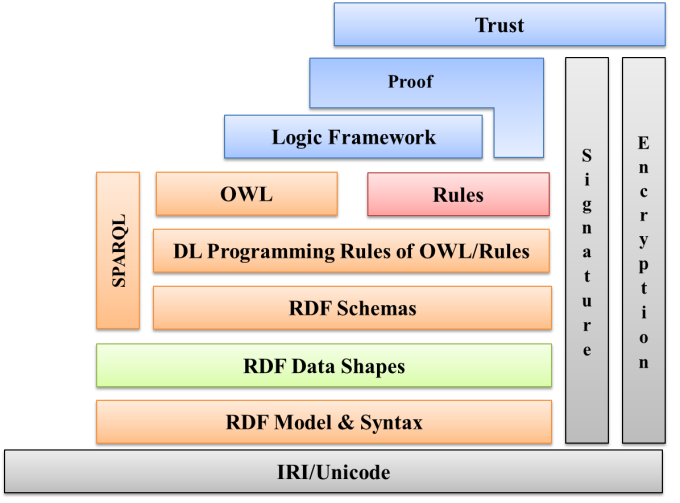 Trust
Proof
Logic Framework
OWL
Rules
SPARQL
DL Programming Rules of OWL/Rules
RDF Schemas
RDF Data Shapes
RDF Model & Syntax
Signature
Encryption
IRI/Unicode